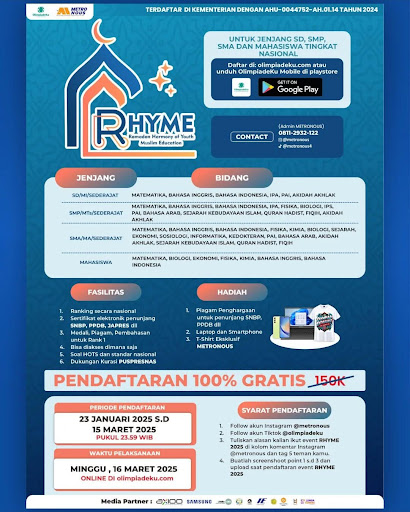 METRO NOUS
TERDAFTAR DI KEMENTERIAN DENGAN AHU-0044752-AH.01.14 TAHUN 2024
UNTUK JENJANG SD, SMP,
SMA DAN MAHASISWA TINGKAT
NASIONAL
Daftar di: olimpiadeku.com atau
unduh OlimpiadeKu Mobile di playstore
GET IT ON
Google Play
RHYME
Ramadan Harmony of Youth
Muslim Education
CONTACT
(Admin METRONOUS)
0811-2932-122
@metronous
@metronous4
JENJANG
BIDANG
SD/MI/SEDERAJAT
MATEMATIKA, BAHASA INGGRIS, BAHASA INDONESIA, IPA, PAI, AKIDAH AKHLAK
SMP/MTs/SEDERAJAT
MATEMATIKA, BAHASA INGGRIS, BAHASA INDONESIA, IPA, FISIKA, BIOLOGI, IPS,
PAI, BAHASA ARAB, SEJARAH KEBUDAYAAN ISLAM, QURAN HADIST, FIQIH, AKIDAH
AKHLAK
SMA/MA/SEDERAJAT
MATEMATIKA, BAHASA INGGRIS, BAHASA INDONESIA, FISIKA, KIMIA, BIOLOGI, SEJARAH,
EKONOMI, SOSIOLOGI, INFORMATIKA, KEDOKTERAN, PAI, BAHASA ARAB, AKIDAH
AKHLAK, SEJARAH KEBUDAYAAN ISLAM, QURAN HADIST, FIQIH
MAHASISWA
MATEMATIKA, BIOLOGI, EKONOMI, FISIKA, KIMIA, BAHASA INGGRIS, BAHASA
INDONESIA
FASILITAS
1. Ranking secara nasional
2. Sertifikat elektronik penunjang
SNBP, PPDB, JAPRES dll
3. Medali, Piagam, Pembahasan
untuk Rank 1
4. Bisa diakses dimana saja
5. Soal HOTS dan standar nasional
6. Dukungan Kurasi PUSPRESNAS
HADIAH
1. Piagam Penghargaan
untuk penunjang SNBP,
PPDB dll
2. Laptop dan Smartphone
3. T-Shirt Eksklusif
METRONOUS
PENDAFTARAN 100% GRATIS 150K
PERIODE PENDAFTARAN
23 JANUARI 2025 S.D
15 MARET 2025
PUKUL 23.59 WIB
WAKTU PELAKSANAAN
MINGGU , 16 MARET 2025
ONLINE Di olimpiadeku.com
SYARAT PENDAFTARAN
1. Follow akun Instagram @metronous
2. Follow akun Tiktok @olimpiadeku
3. Tuliskan alasan kalian ikut event RHYME
2025 di kolom komentar Instagram
@metronous dan tag 5 teman kamu.
4. Buatlah screenshoot point 1 s.d 3 dan
upload saat pendaftaran event RHYME
2025
Media Partner :
axioo
SAMSUNG